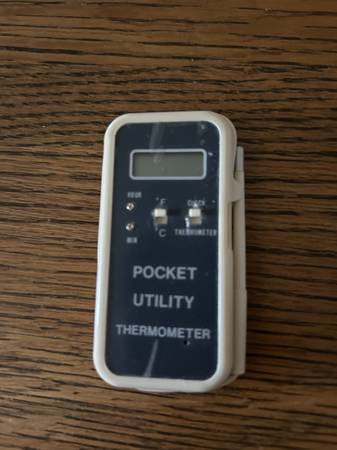 HOUR
F CLOCK
MIN
C THERMOMETER
POCKET
UTILITY
THERMOMETER